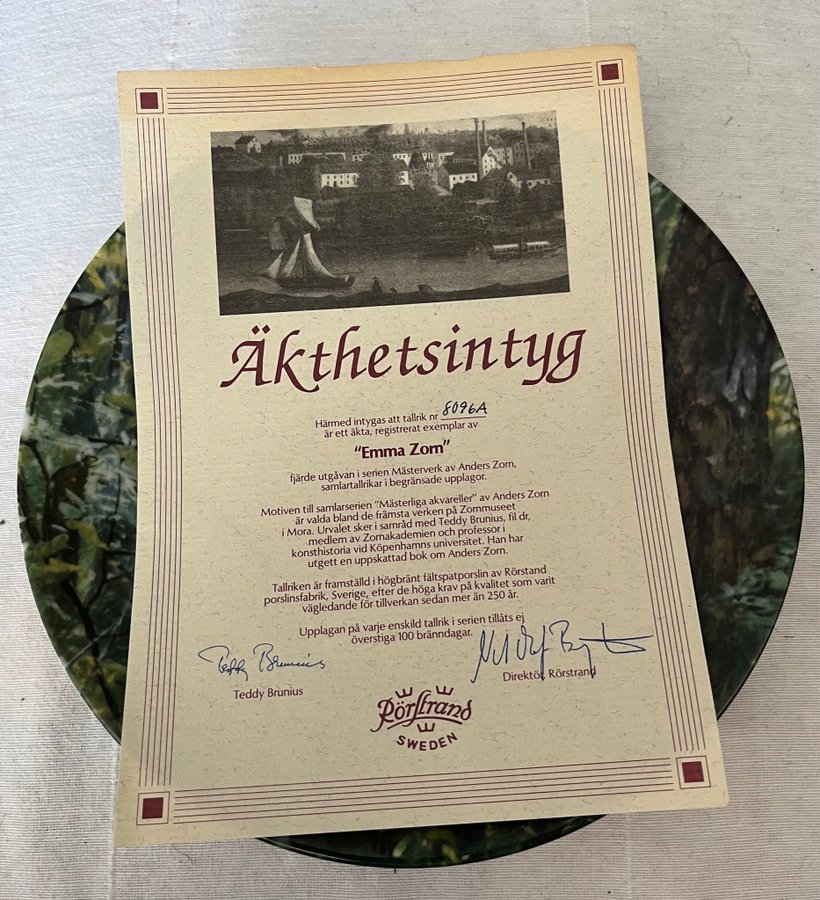 Äkthetsintyg
Härmed intygas att tallrik nr 8096A
är ett äkta, registrerat exemplar av
"Emma Zorn"
fjärde utgåvan i serien Mästerverk av Anders Zorn,
samlartallrikar i begränsade upplagor.
Motiven till samlarserien "Mästerliga akvareller" av Anders Zorn
är valda bland de främsta verken på Zornmuseet
i Mora. Urvalet sker i samråd med Teddy Brunius, fil dr,
medlem av Zornakademien och professor i
konsthistoria vid Köpenhamns universitet. Han har
utgett en uppskattad bok om Anders Zorn.
Tallriken är framställd i högbränt fältspatporslin av Rörstand
porslinsfabrik, Sverige, efter de höga krav på kvalitet som varit
vägledande för tillverkan sedan mer än 250 år.
Upplagan på varje enskild tallrik i serien tillåts ej
överstiga 100 bränndagar.
Teddy Brunius
Teddy Brunius
Direktör Rörstrand
Rörstrand
SWEDEN